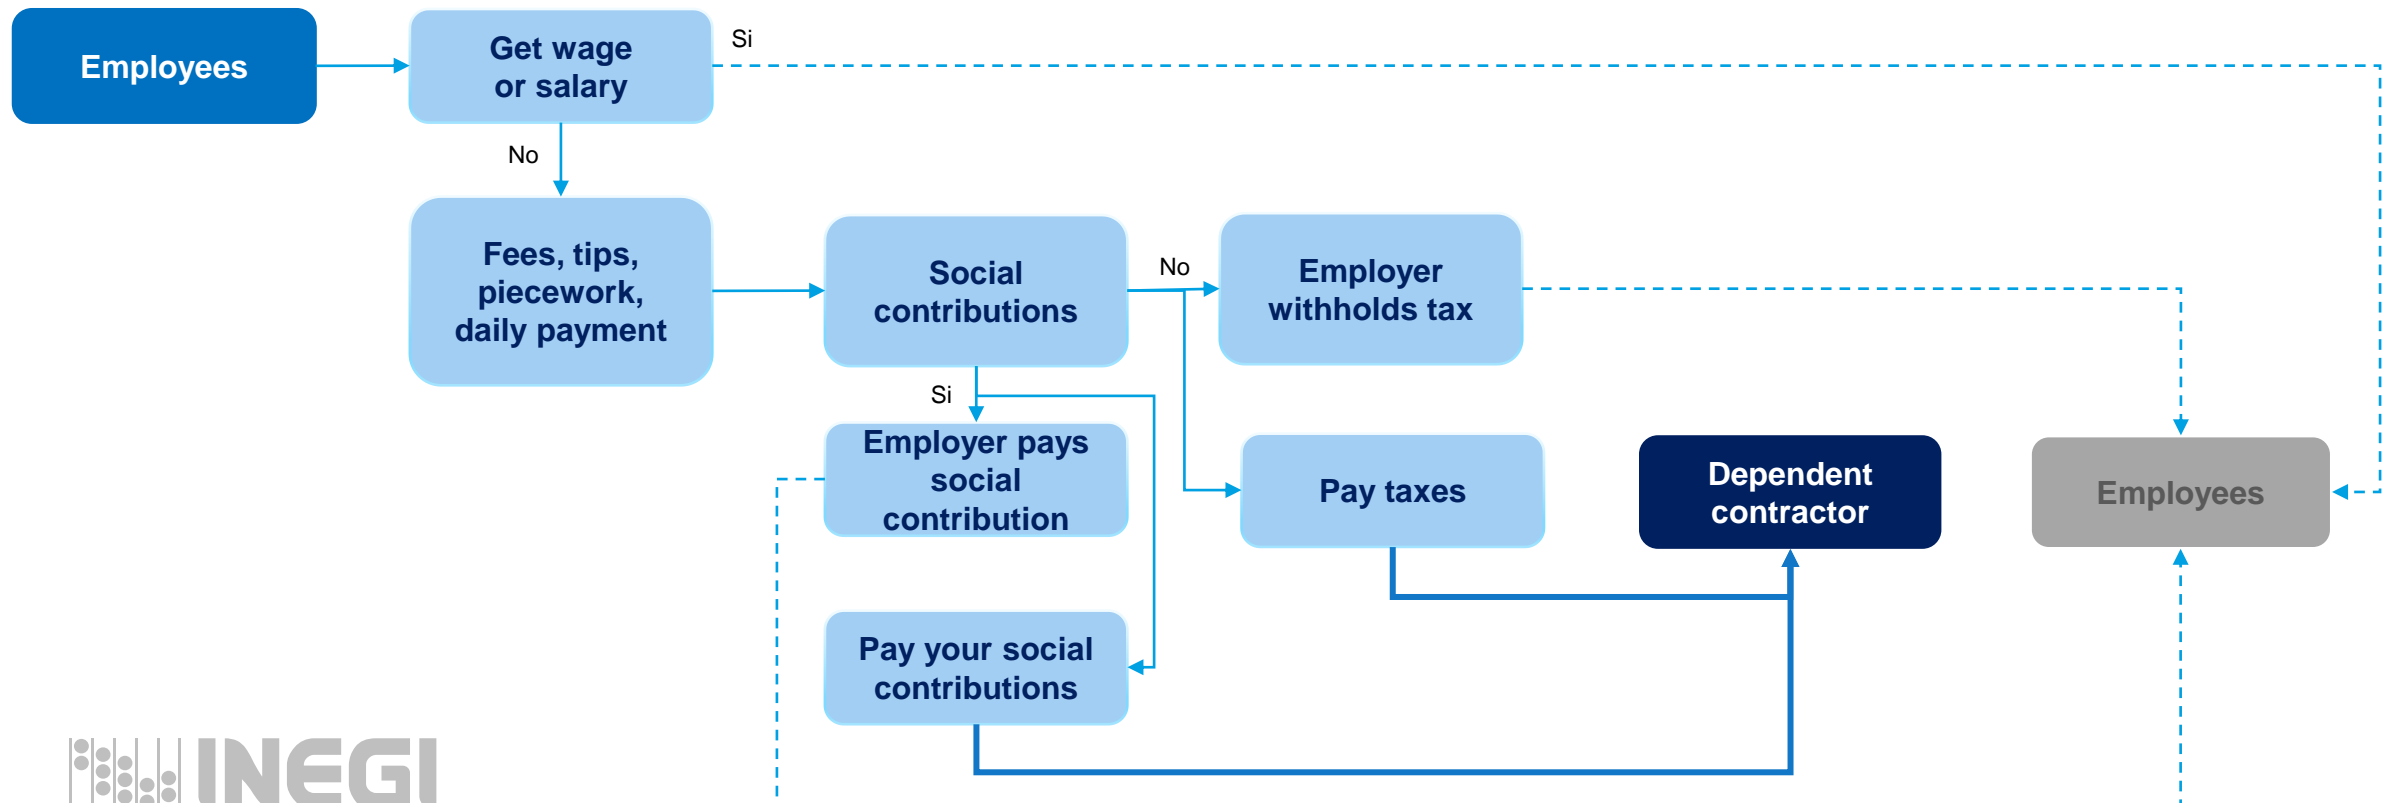 Employees
Get wage
or salary
Si
No
Fees, tips,
piecework,
daily payment
Social
contributions
No
Employer
withholds tax
Si
Employer pays
social
contribution
Pay taxes
Dependent
contractor
Employees
Pay your social
contributions
INEGI